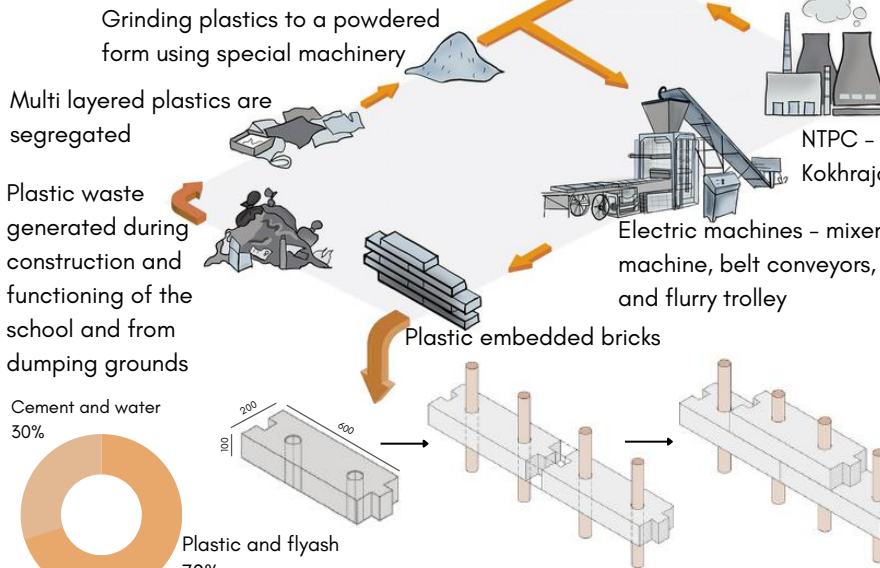 Grinding plastics to a powdered
form using special machinery
Multi layered plastics are
segregated
Plastic waste
generated during
construction and
functioning of the
school and from
dumping grounds
NTPC -
Electric machines - mixer
machine, belt conveyors,
and flurry trolley
Plastic embedded bricks
Cement and water
30%
200
600
100
Plastic and flyash
70%